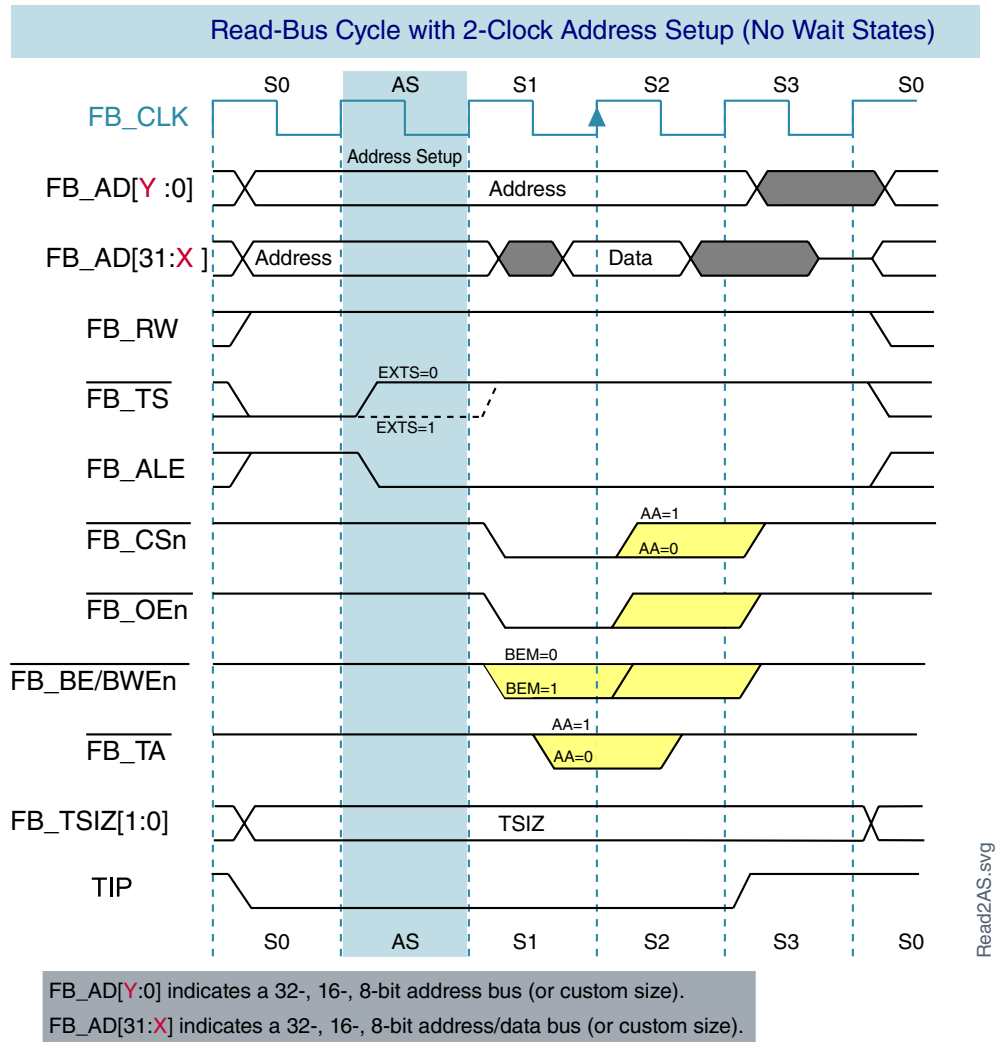 Read-Bus Cycle with 2-Clock Address Setup (No Wait States)
S0 AS S1 S2 S3 S0
FB_CLK
Address Setup
FB_AD[Y :0] Address
FB_AD[31:X ] Address Data
FB_RW
FB_TS EXTS=0
EXTS=1
FB_ALE
FB_CSn AA=1
AA=0
FB_OEn
FB_BE/BWEn BEM=0
BEM=1
FB_TA AA=1
AA=0
FB_TSIZ[1:0] TSIZ
TIP
S0 AS S1 S2 S3 S0
Read2AS.svg
FB_AD[Y:0] indicates a 32-, 16-, 8-bit address bus (or custom size).
FB_AD[31:X] indicates a 32-, 16-, 8-bit address/data bus (or custom size).